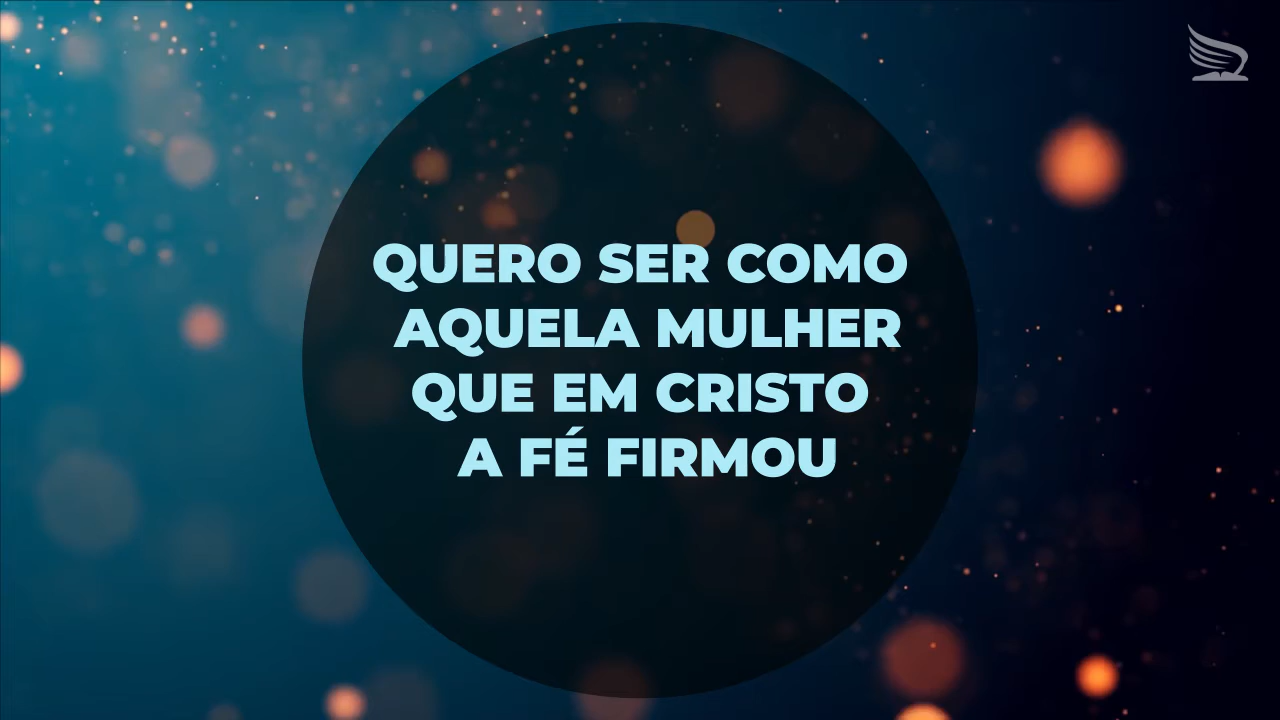 QUERO SER COMO
AQUELA MULHER
QUE EM CRISTO
A FÉ FIRMOU